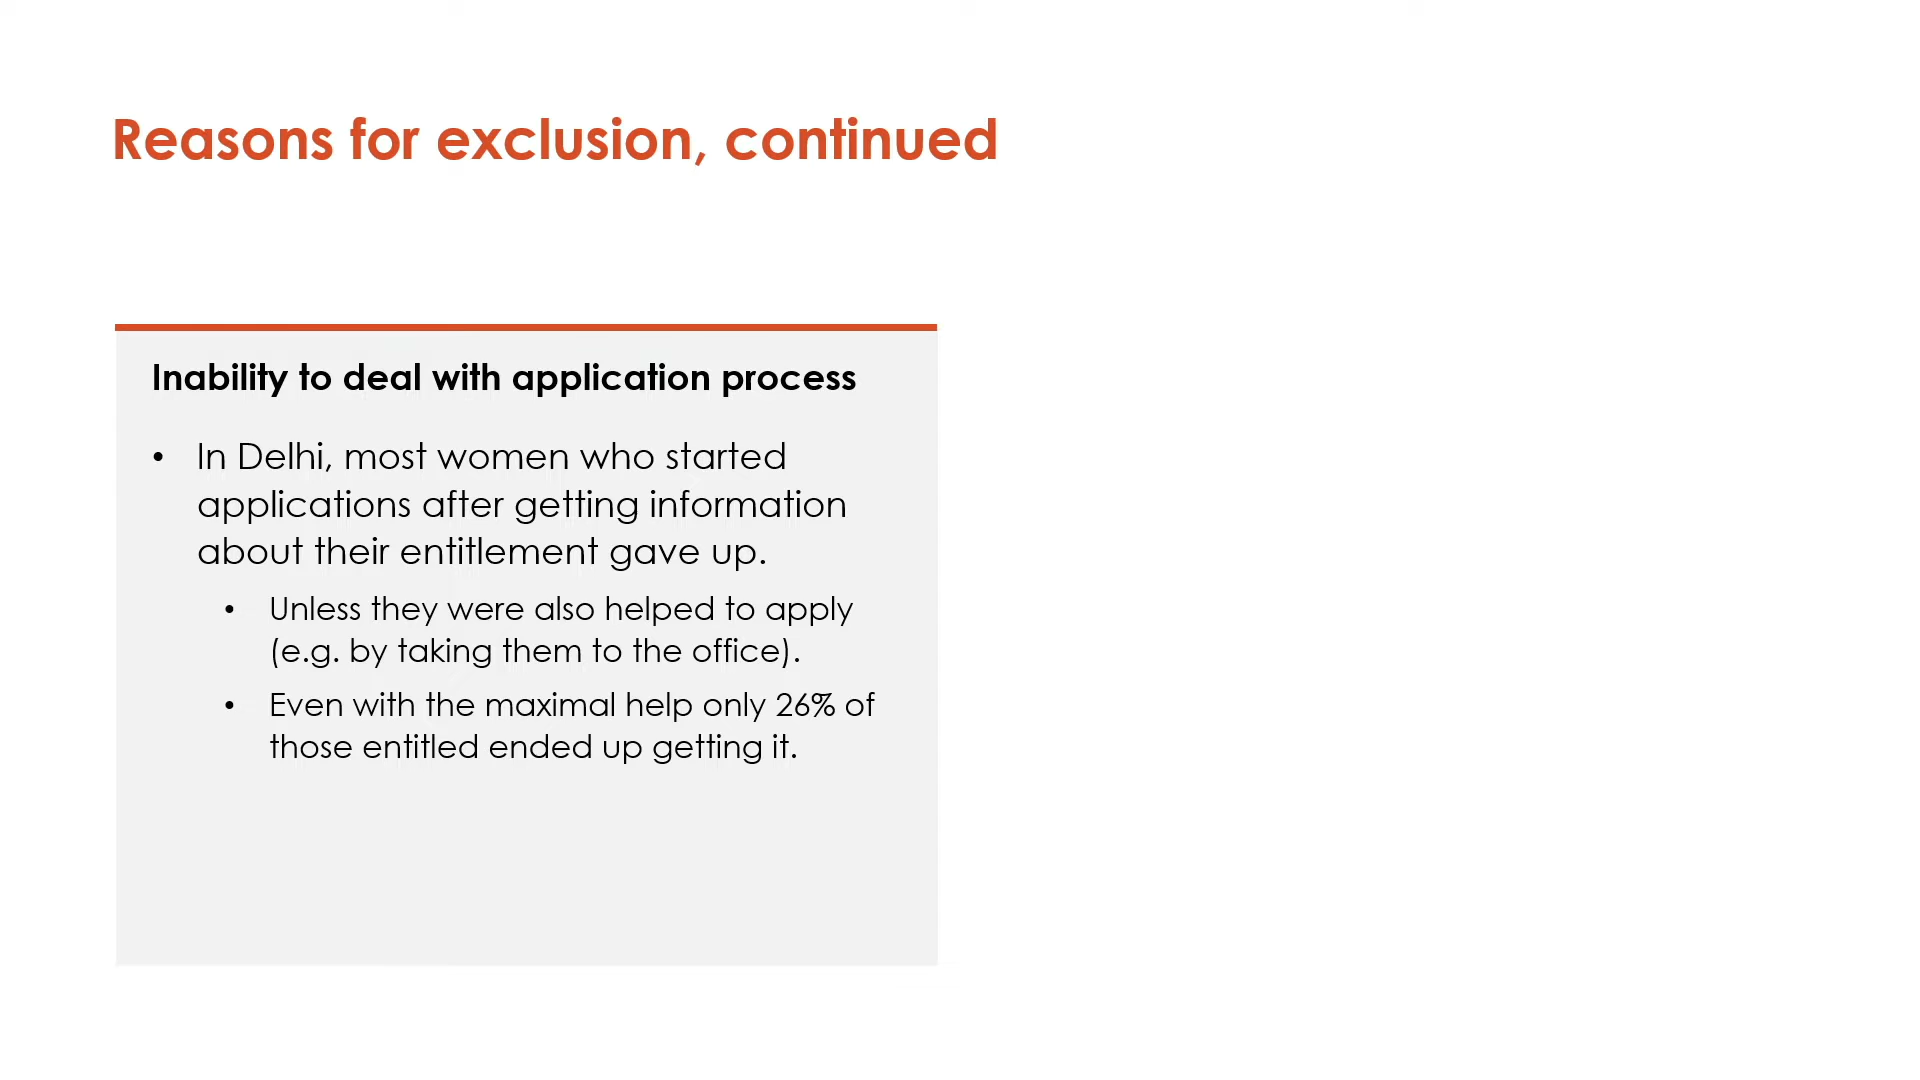 Reasons for exclusion, continued
Inability to deal with application process
• In Delhi, most women who started
applications after getting information
about their entitlement gave up.
• Unless they were also helped to apply
(e.g. by taking them to the office).
• Even with the maximal help only 26% of
those entitled ended up getting it.